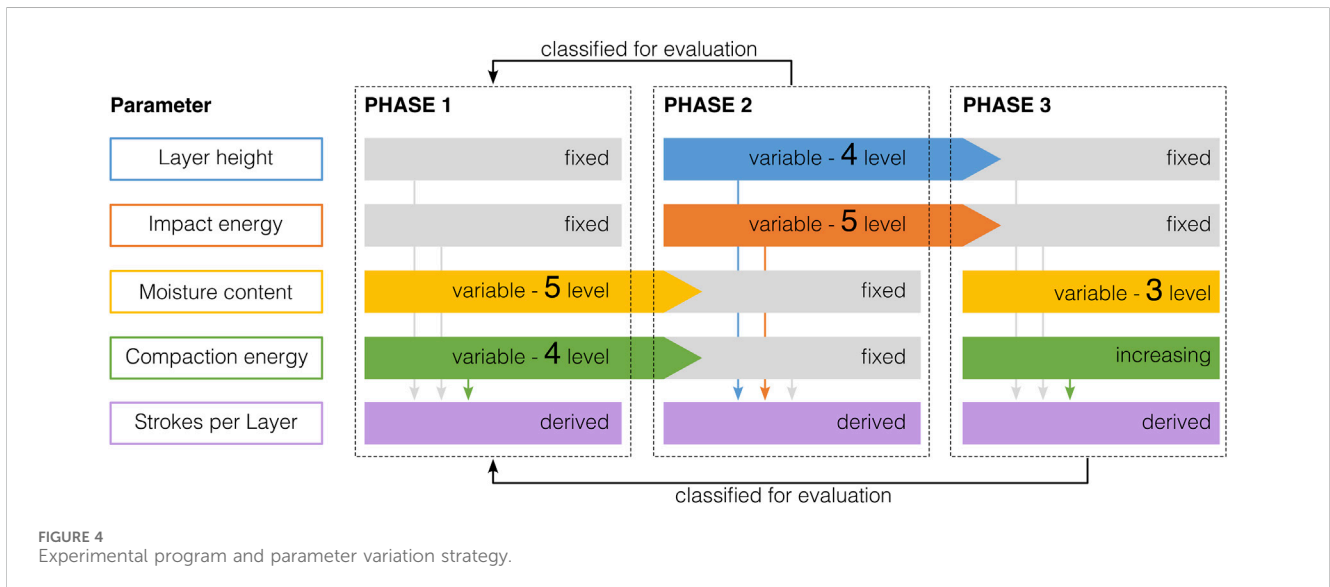 classified for evaluation
Parameter PHASE 1 PHASE 2 PHASE 3
Layer height fixed variable - 4 level fixed
Impact energy fixed variable - 5 level fixed
Moisture content variable - 5 level fixed variable - 3 level
Compaction energy variable - 4 level fixed increasing
Strokes per Layer derived derived derived
classified for evaluation
FIGURE 4
Experimental program and parameter variation strategy.